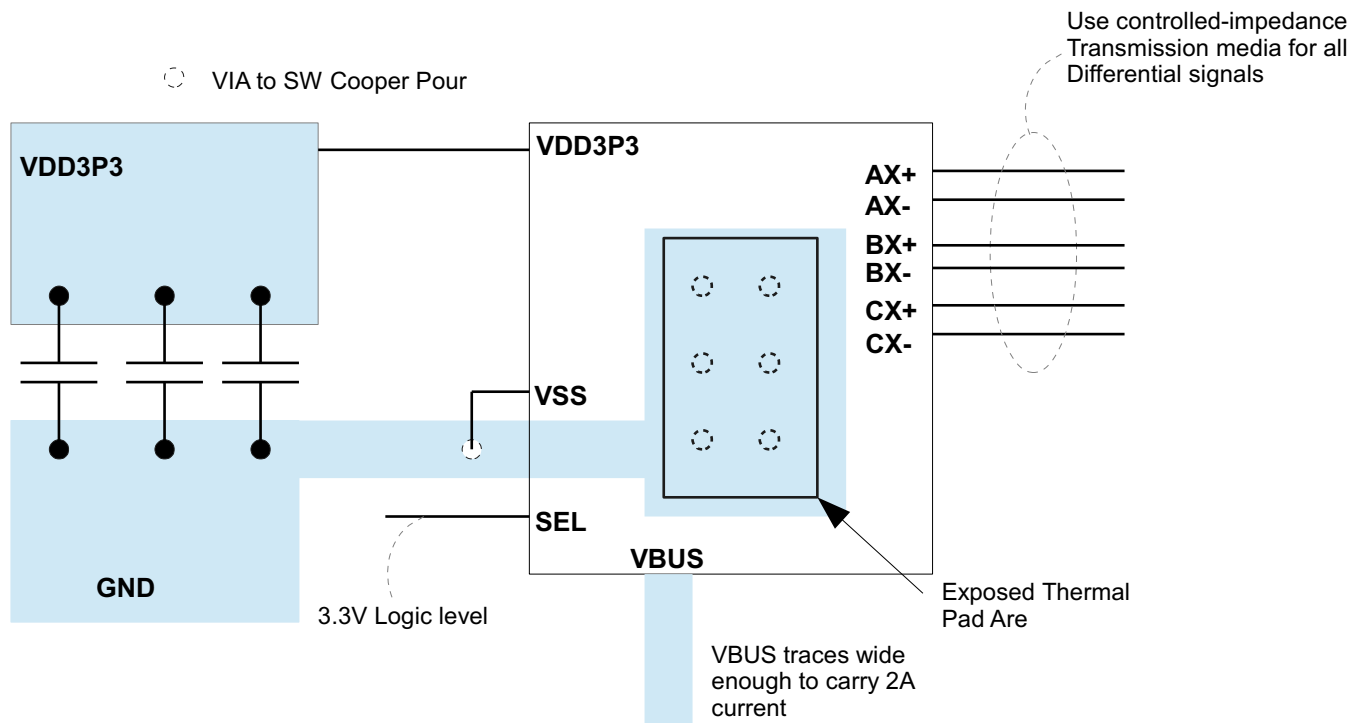 Use controlled-impedance
Transmission media for all
Differential signals
VIA to SW Cooper Pour
VDD3P3
VDD3P3
AX+
AX-
BX+
BX-
CX+
CX-
VSS
SEL
VBUS
GND
3.3V Logic level
Exposed Thermal
Pad Are
VBUS traces wide
enough to carry 2A
current